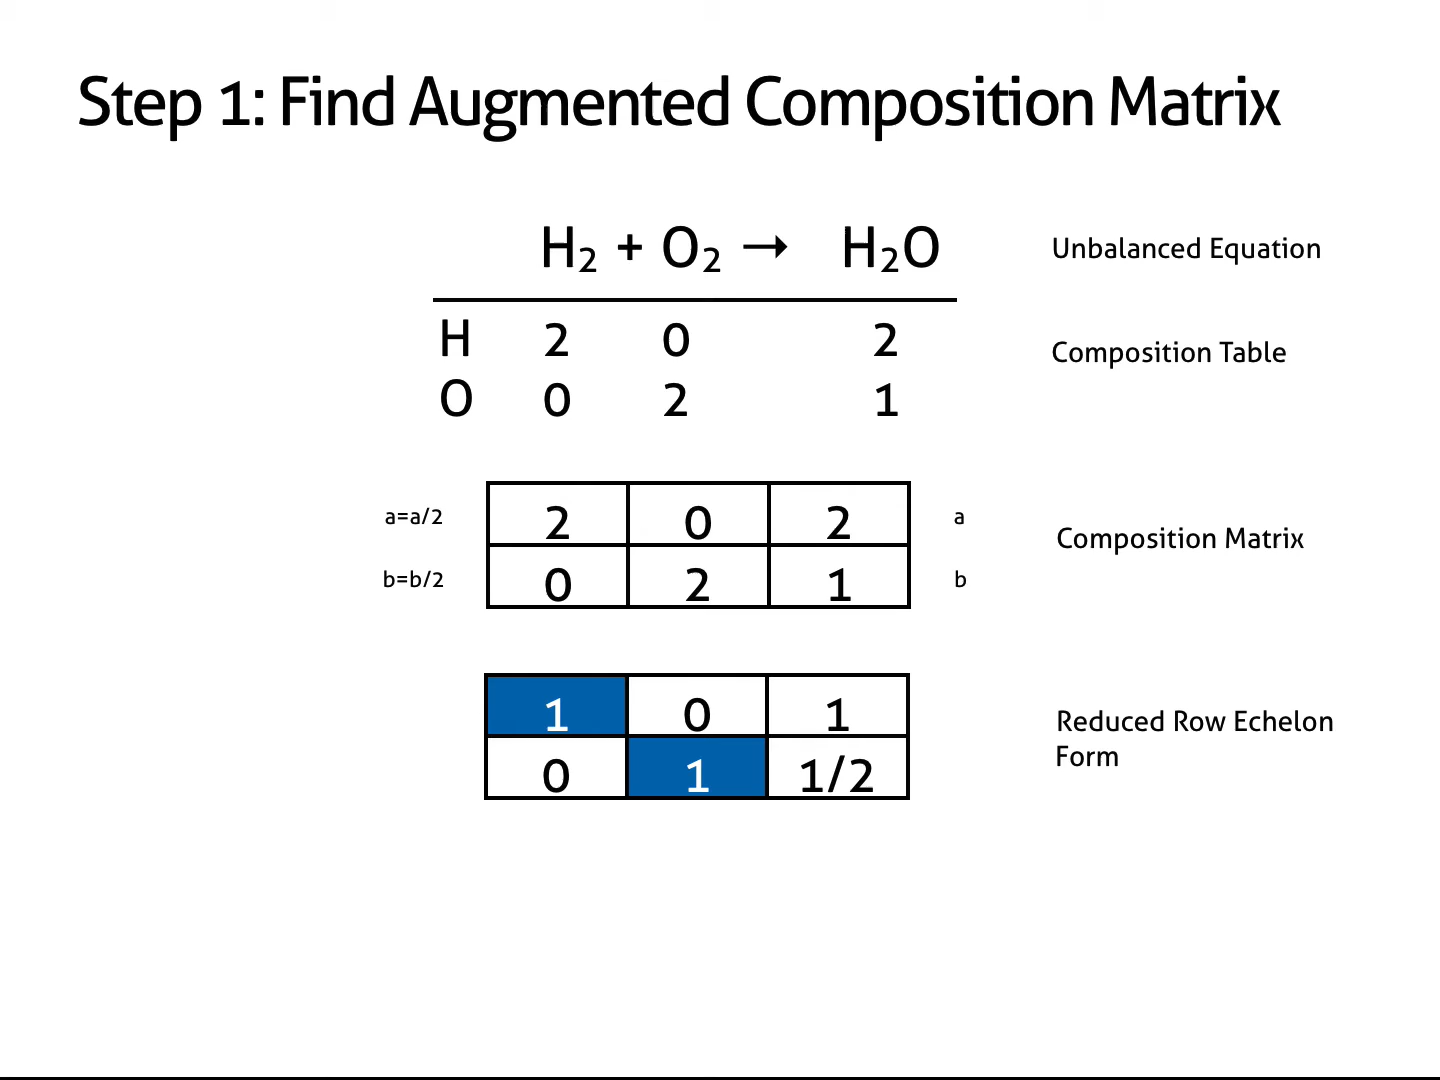 Step 1: Find Augmented Composition Matrix
H₂ + O₂ → H₂O Unbalanced Equation
H 2 0 2
Composition Table
O 0 2 1
a=a/2 2 0 2 a
Composition Matrix
b=b/2 0 2 1 b
1 0 1
Reduced Row Echelon
Form
0 1 1/2